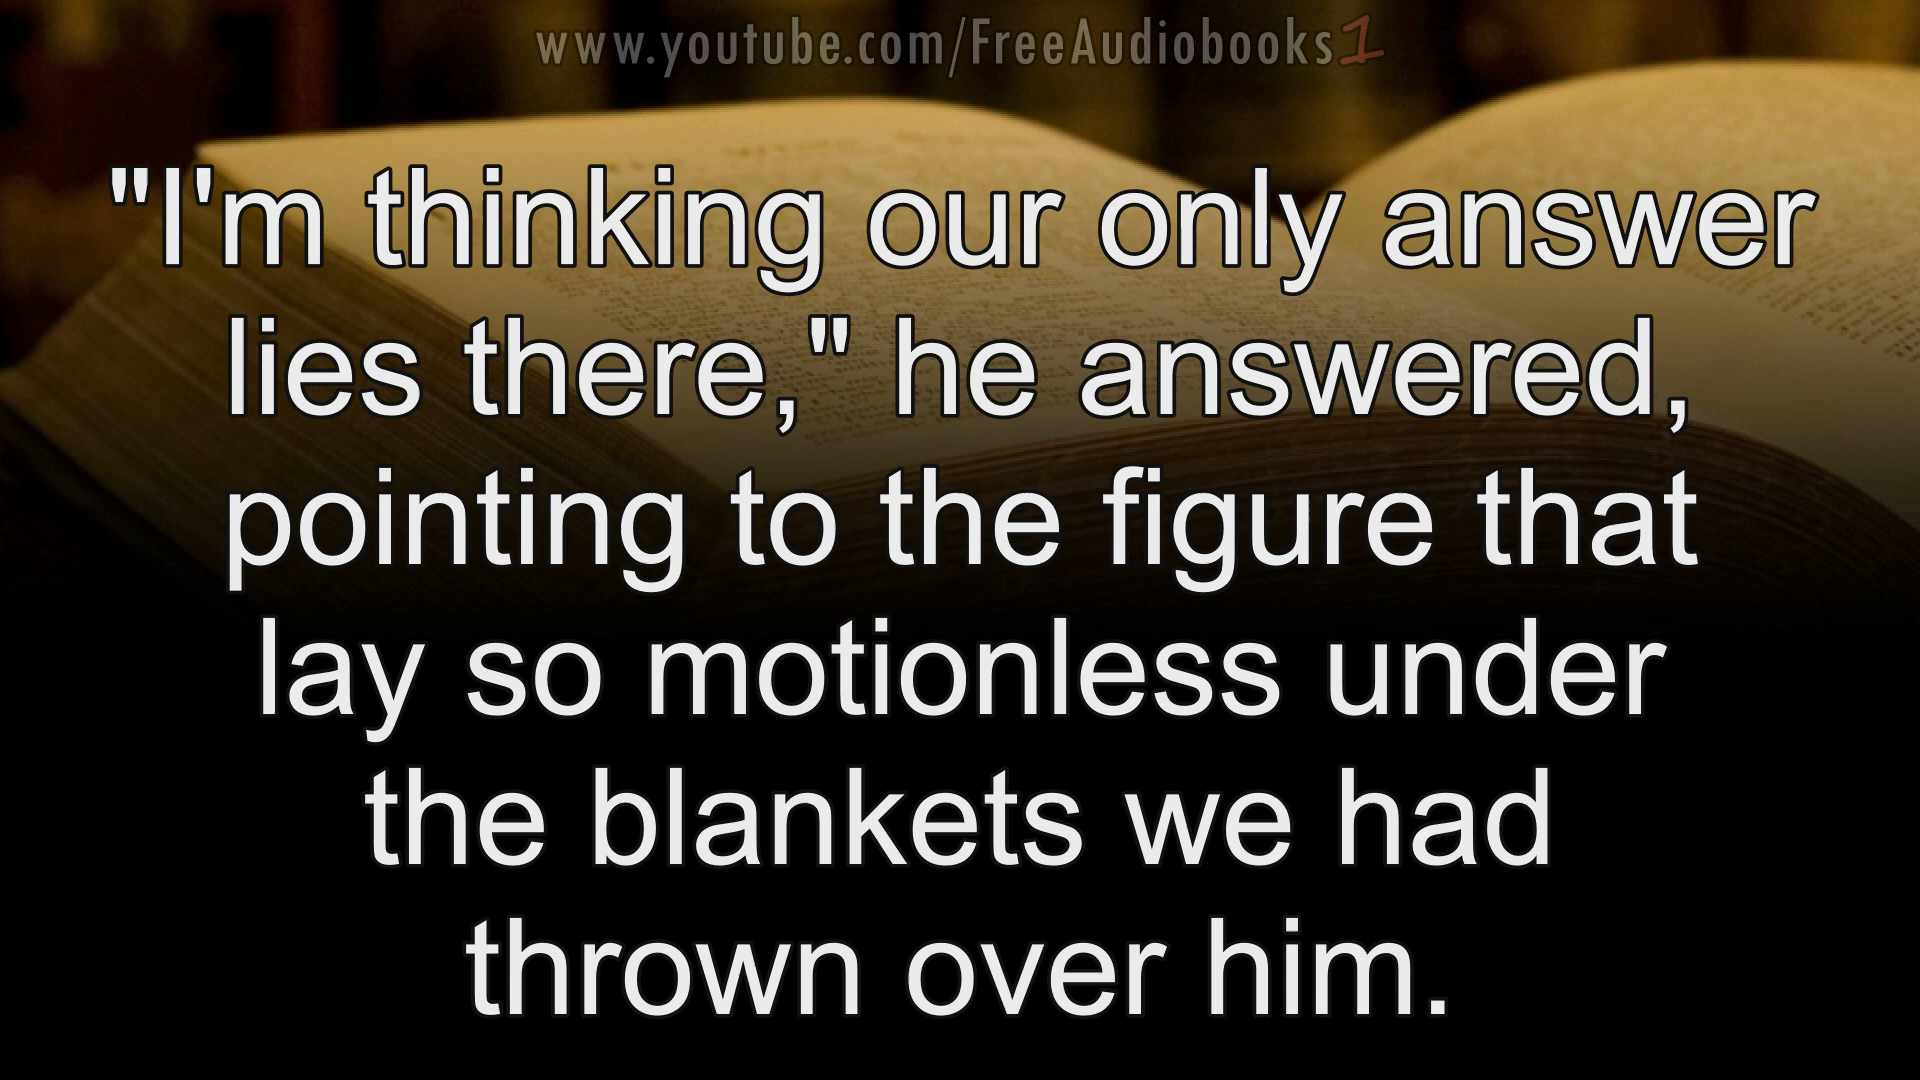 www.youtube.com/FreeAudiobooks1
"I'm thinking our only answer
lies there," he answered,
pointing to the figure that
lay so motionless under
the blankets we had
thrown over him.